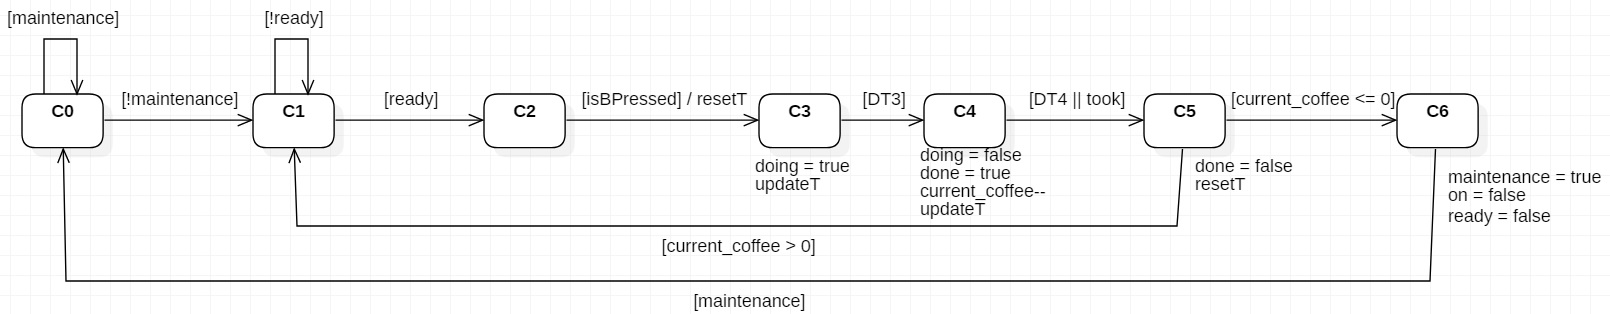 [maintenance]
[!ready]
[!maintenance]
[ready]
[isBPressed] / resetT
[DT3]
[DT4 || took]
[current_coffee <= 0]
C0
C1
C2
C3
C4
C5
C6
doing = true
updateT
doing = false
done = true
current_coffee--
updateT
done = false
resetT
maintenance = true
on = false
ready = false
[current_coffee > 0]
[maintenance]